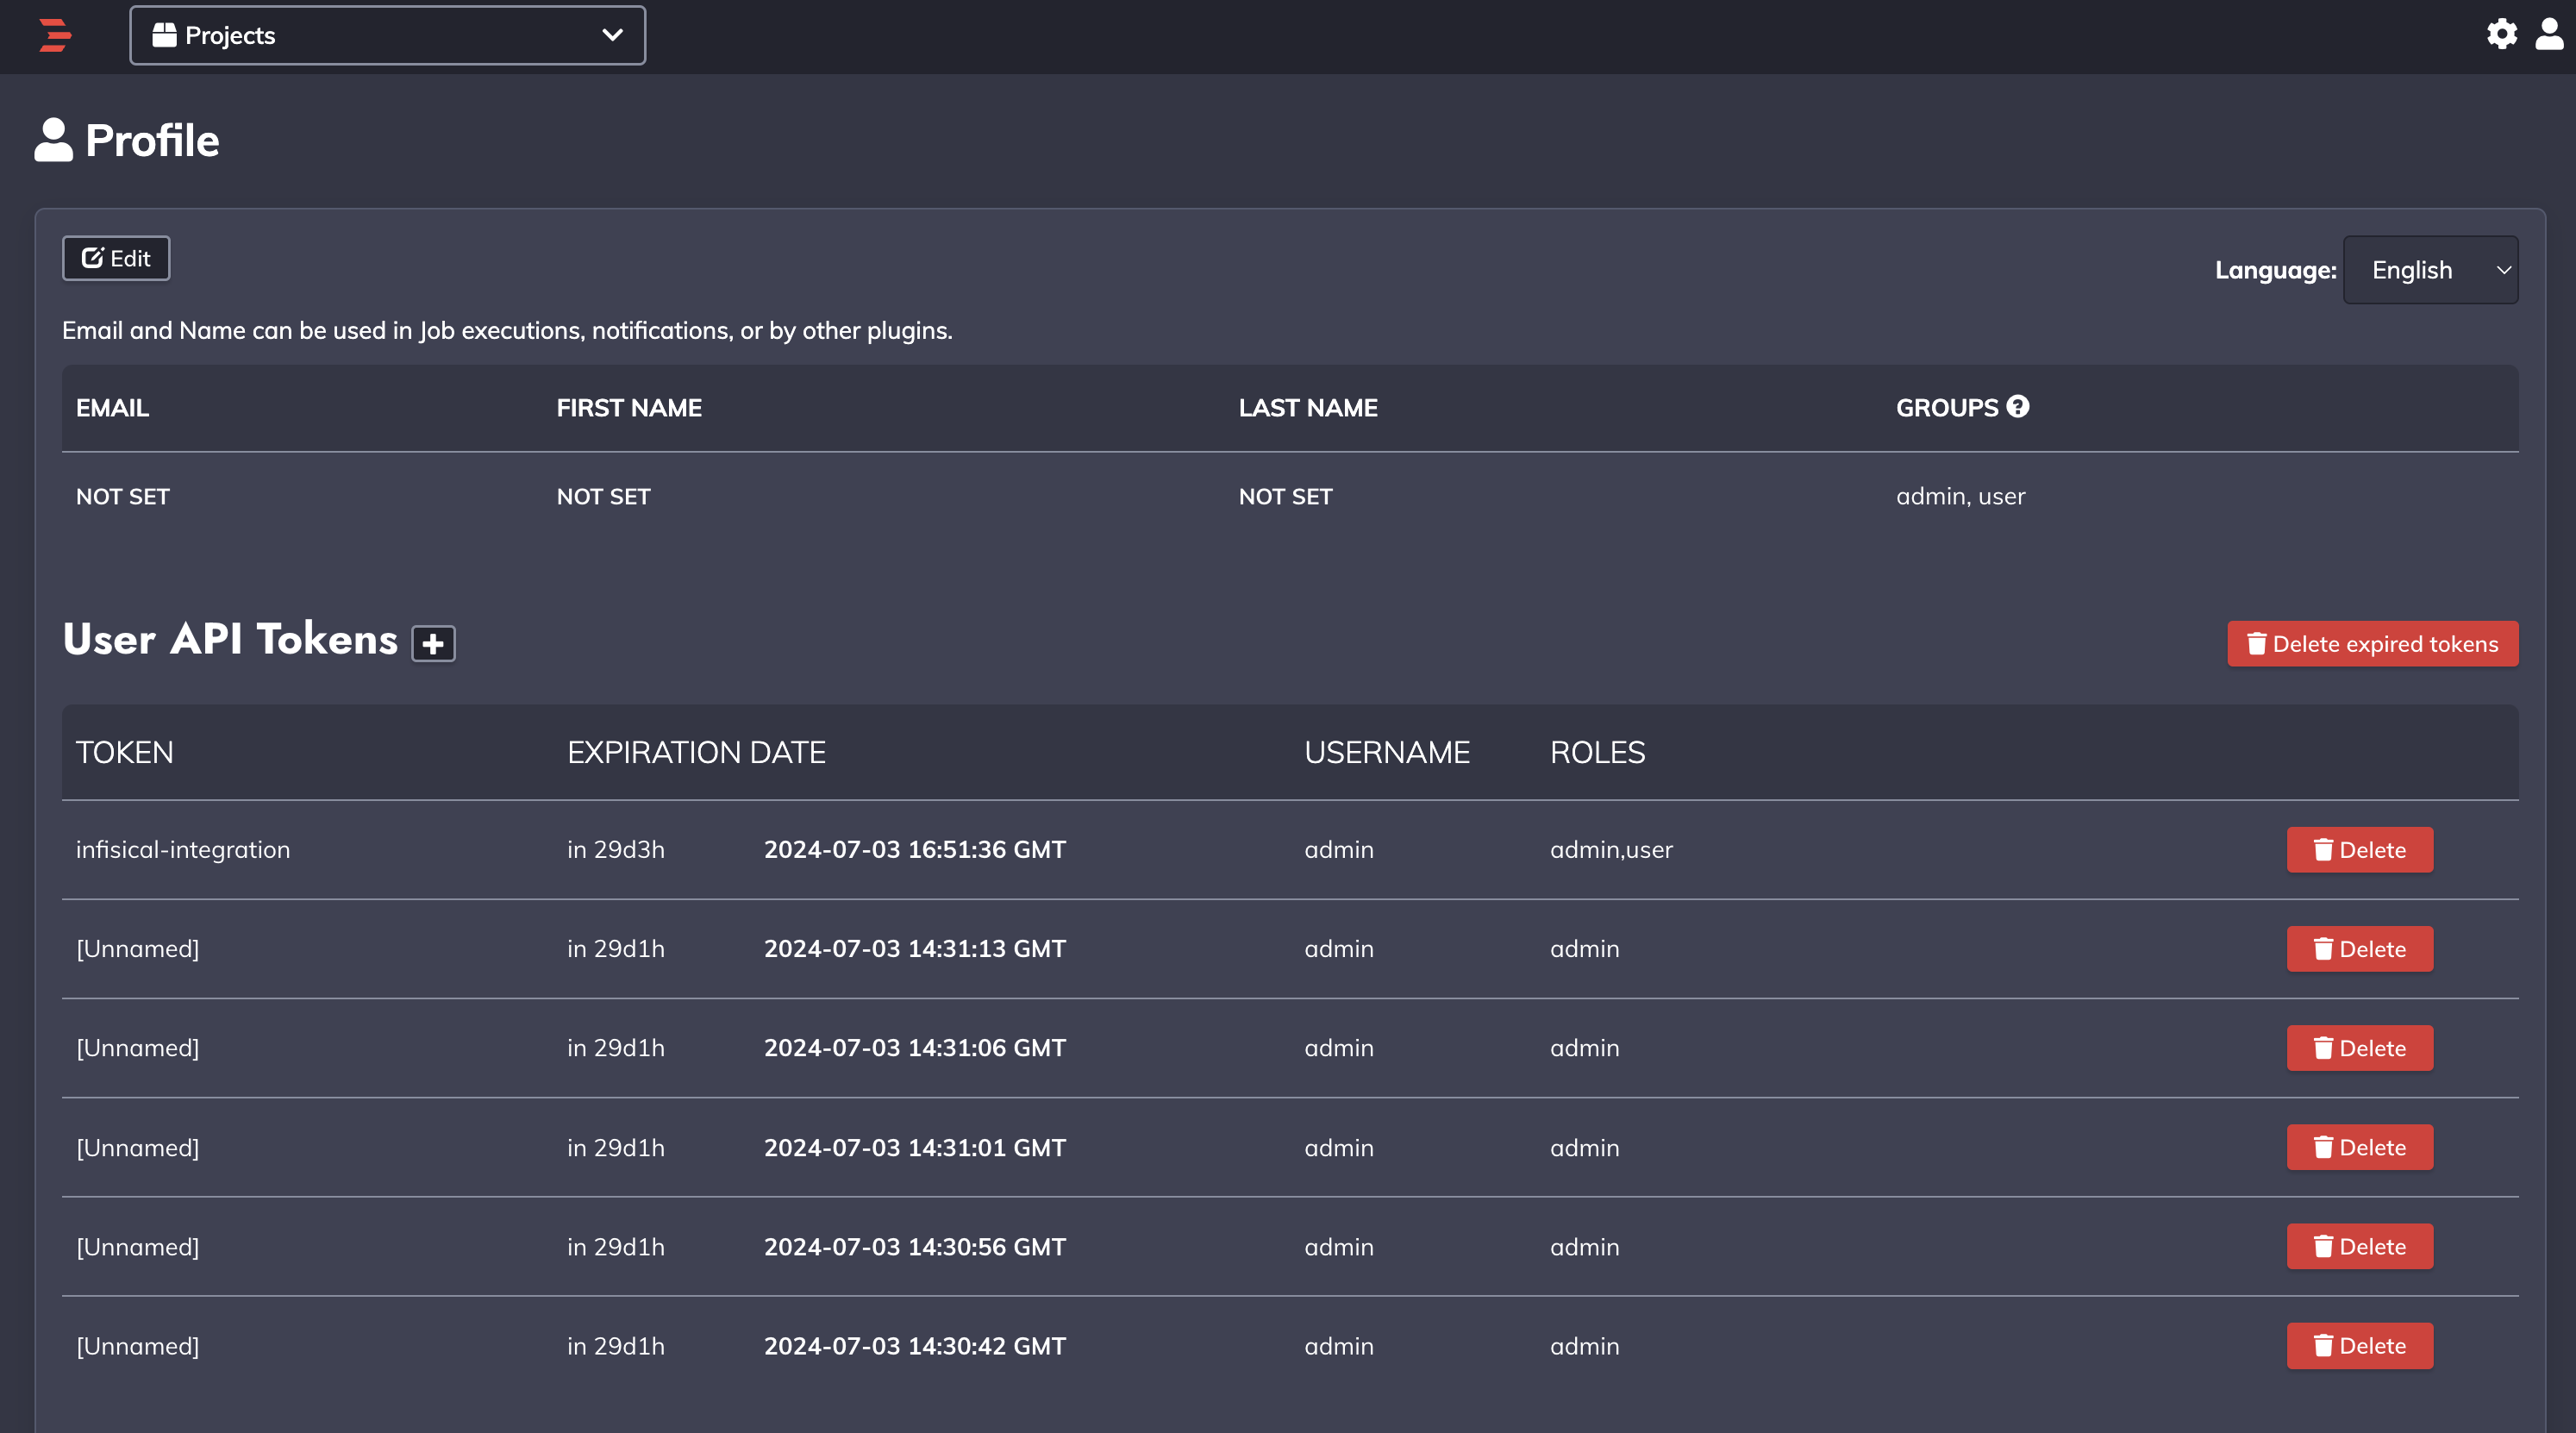 Projects
Profile
Edit
Language: English
Email and Name can be used in Job executions, notifications, or by other plugins.
EMAIL FIRST NAME LAST NAME GROUPS
NOT SET NOT SET NOT SET admin, user
User API Tokens
Delete expired tokens
TOKEN EXPIRATION DATE USERNAME ROLES
infisical-integration in 29d3h 2024-07-03 16:51:36 GMT admin admin,user Delete
[Unnamed] in 29d1h 2024-07-03 14:31:13 GMT admin admin Delete
[Unnamed] in 29d1h 2024-07-03 14:31:06 GMT admin admin Delete
[Unnamed] in 29d1h 2024-07-03 14:31:01 GMT admin admin Delete
[Unnamed] in 29d1h 2024-07-03 14:30:56 GMT admin admin Delete
[Unnamed] in 29d1h 2024-07-03 14:30:42 GMT admin admin Delete